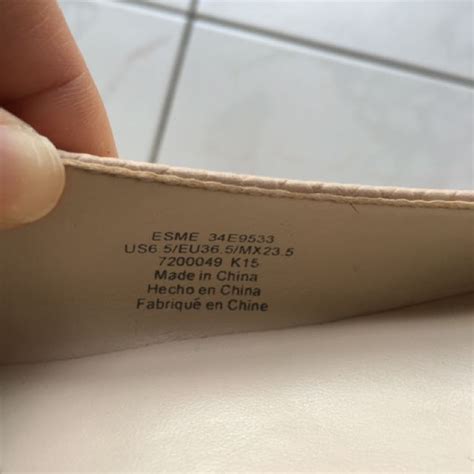 ESME 34E9533
US6.5/EU36.5/MX23.5
7200049 K15
Made in China
Hecho en China
Fabriqué en Chine